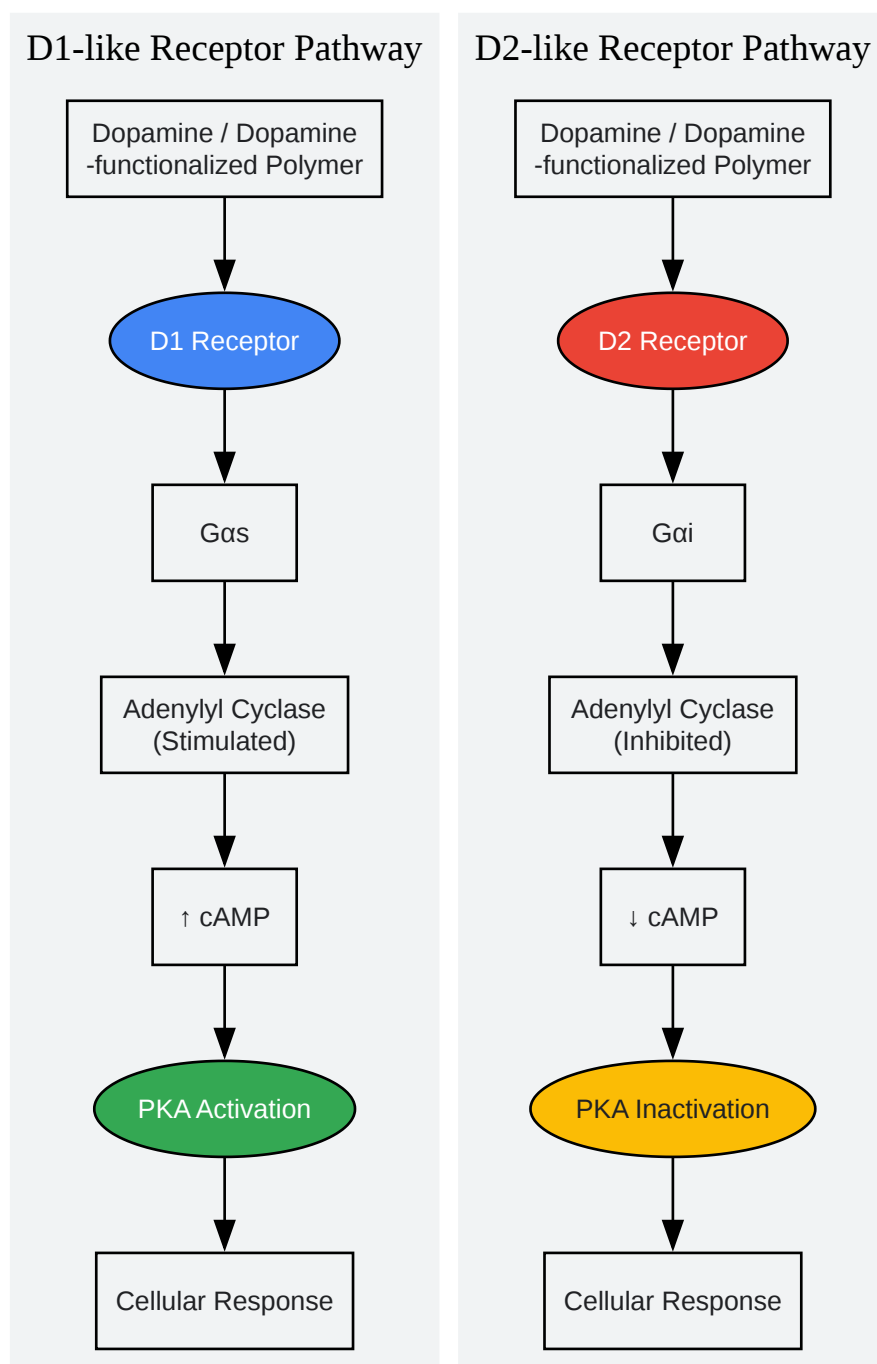 D1-like Receptor Pathway
Dopamine / Dopamine
-functionalized Polymer
D1 Receptor
Gαs
Adenylyl Cyclase
(Stimulated)
↑ cAMP
PKA Activation
Cellular Response
D2-like Receptor Pathway
Dopamine / Dopamine
-functionalized Polymer
D2 Receptor
Gαi
Adenylyl Cyclase
(Inhibited)
↓ cAMP
PKA Inactivation
Cellular Response